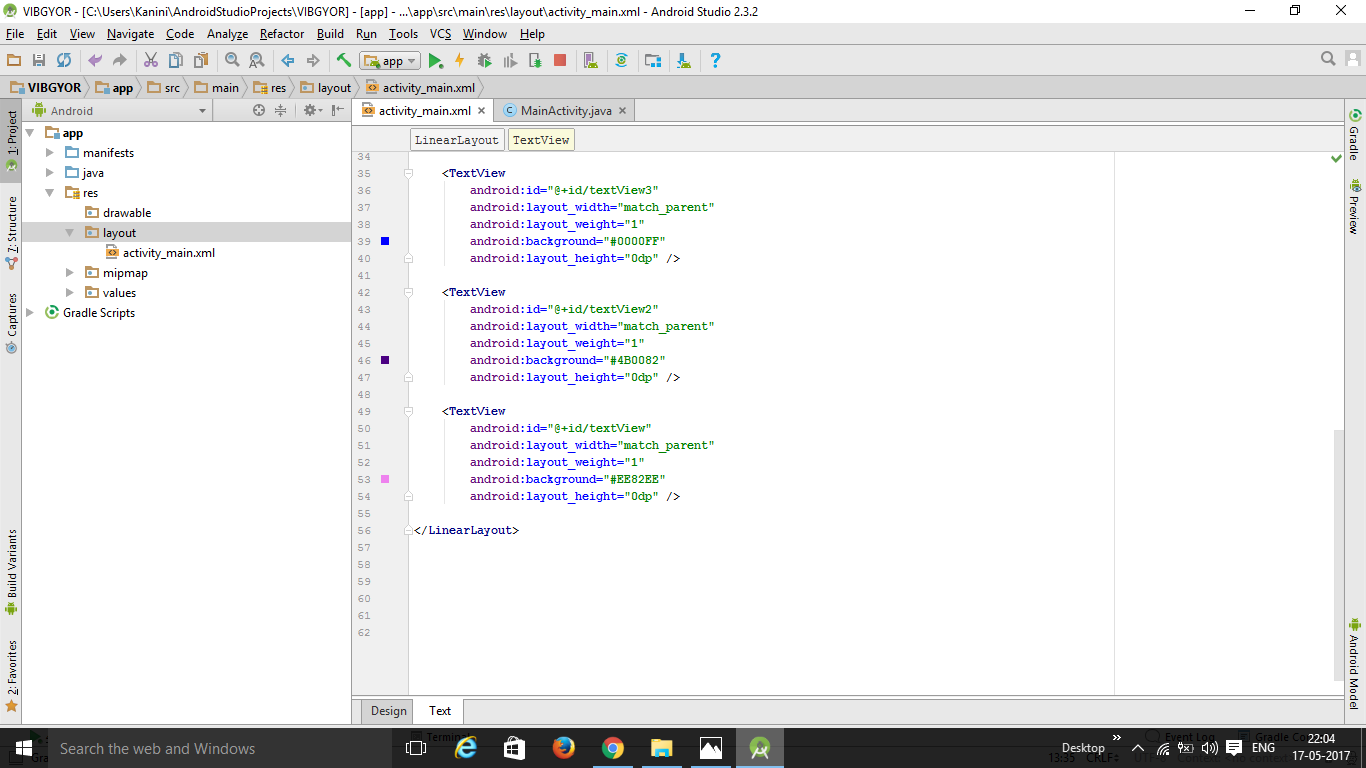 VIBGYOR - [C:\Users\Kanini\AndroidStudioProjects\VIBGYOR] - [app] - ...\app\src\main\res\layout\activity_main.xml - Android Studio 2.3.2
File Edit View Navigate Code Analyze Refactor Build Run Tools VCS Window Help
app
VIBGYOR app src main res layout activity_main.xml
Android
activity_main.xml MainActivity.java
LinearLayout TextView
1: Project
7: Structure
Captures
Build Variants
2: Favorites
app
manifests
java
res
drawable
layout
activity_main.xml
mipmap
values
Gradle Scripts
34
35 <TextView
36 android:id="@+id/textView3"
37 android:layout_width="match_parent"
38 android:layout_weight="1"
39 android:background="#0000FF"
40 android:layout_height="0dp" />
41
42 <TextView
43 android:id="@+id/textView2"
44 android:layout_width="match_parent"
45 android:layout_weight="1"
46 android:background="#4B0082"
47 android:layout_height="0dp" />
48
49 <TextView
50 android:id="@+id/textView"
51 android:layout_width="match_parent"
52 android:layout_weight="1"
53 android:background="#EE82EE"
54 android:layout_height="0dp" />
55
56 </LinearLayout>
57
58
59
60
61
62
Gradle
Preview
Android Model
Design Text
Terminal Event Log Gradle
Search the web and Windows
Desktop ENG 22:04
17-05-2017
13:35 CRLF